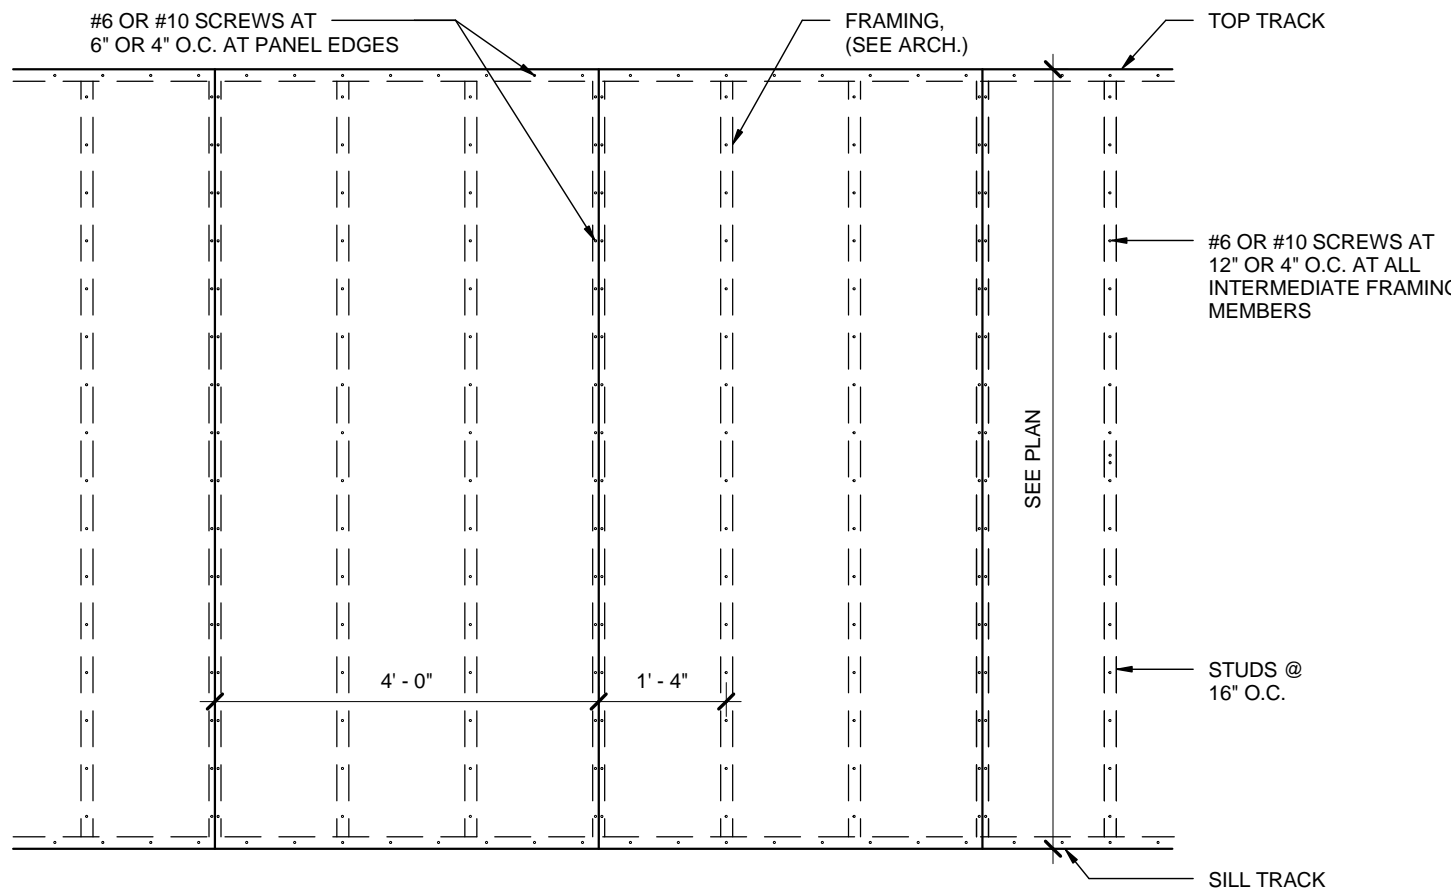 #6 OR #10 SCREWS AT
6" OR 4" O.C. AT PANEL EDGES
FRAMING,
(SEE ARCH.)
TOP TRACK
#6 OR #10 SCREWS AT
12" OR 4" O.C. AT ALL
INTERMEDIATE FRAMING
MEMBERS
SEE PLAN
STUDS @
16" O.C.
4' - 0"
1' - 4"
SILL TRACK